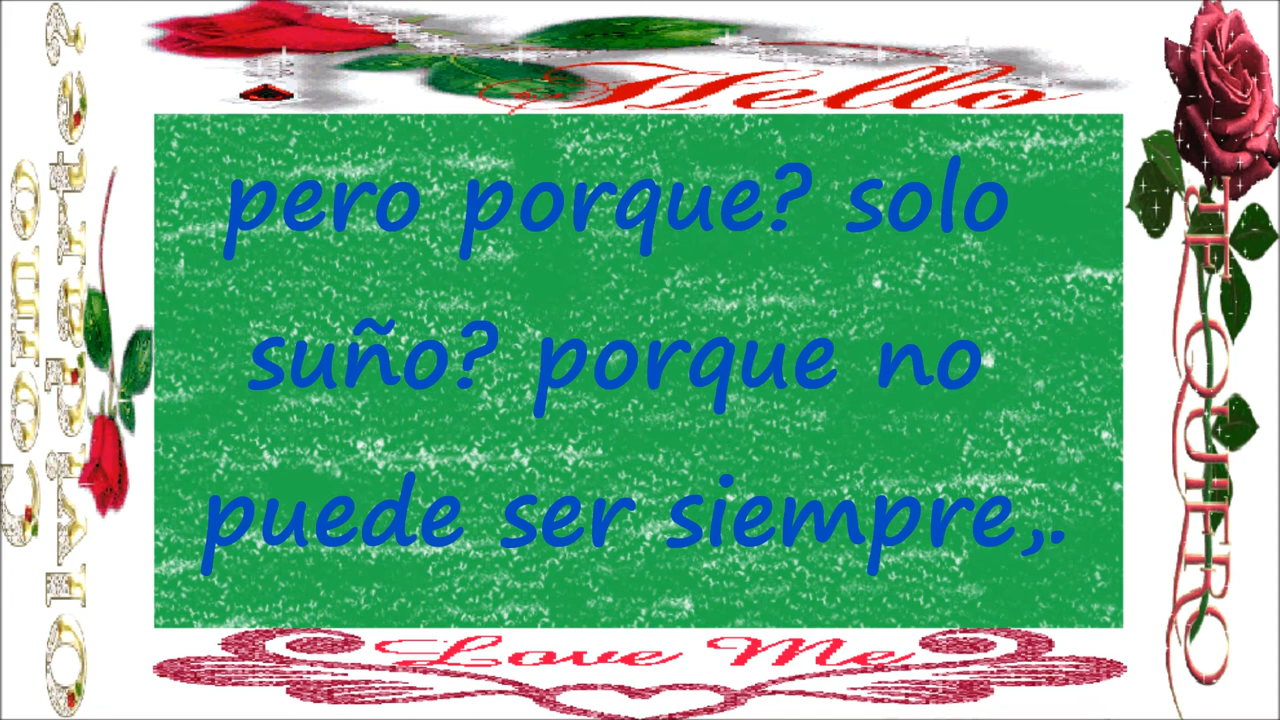 Hello
pero porque? solo
suño? porque no
puede ser siempre,.
Love Me
Como
Olvidarte?
TE QUIERO